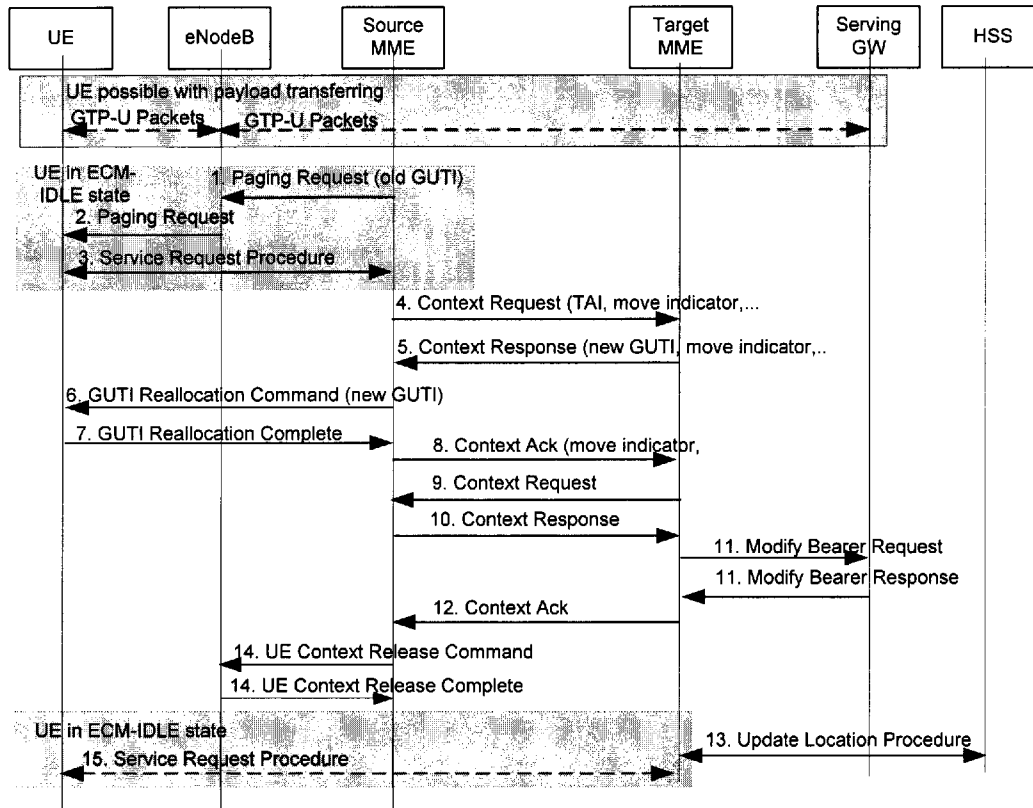 UE
eNodeB
Source
MME
Target
MME
Serving
GW
HSS
UE possible with payload transferring
GTP-U Packets
GTP-U Packets
UE in ECM-
IDLE state
1. Paging Request (old GUTI)
2. Paging Request
3. Service Request Procedure
4. Context Request (TAI, move indicator,...
5. Context Response (new GUTI, move indicator,..
6. GUTI Reallocation Command (new GUTI)
7. GUTI Reallocation Complete
8. Context Ack (move indicator,
9. Context Request
10. Context Response
11. Modify Bearer Request
11. Modify Bearer Response
12. Context Ack
14. UE Context Release Command
14. UE Context Release Complete
UE in ECM-IDLE state
13. Update Location Procedure
15. Service Request Procedure